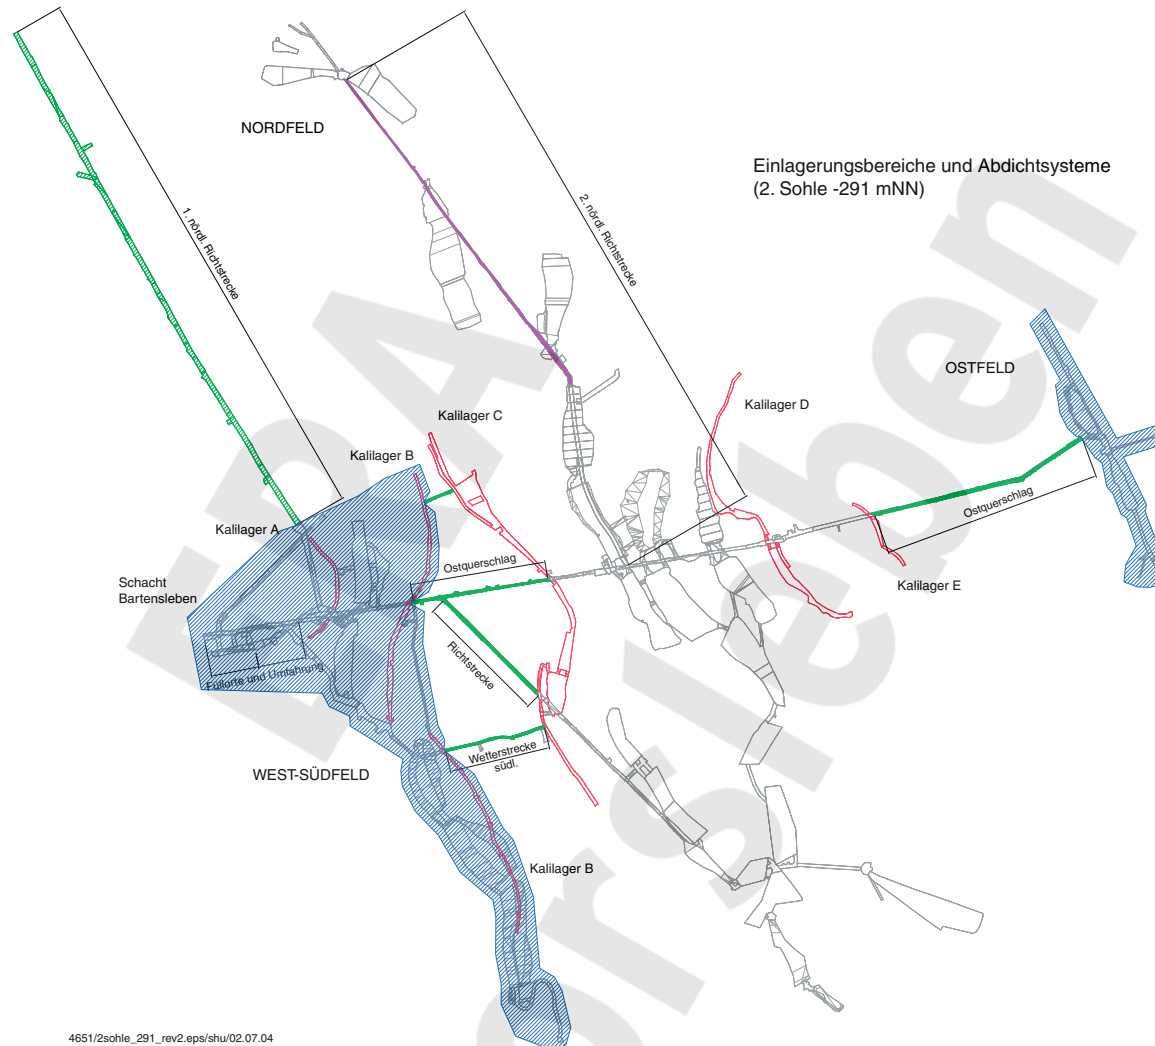 NORDFELD
Einlagerungsbereiche und Abdichtsysteme
(2. Sohle -291 mNN)
1. nördl. Richtstrecke
2. nördl. Richtstrecke
OSTFELD
Kalilager D
Kalilager C
Kalilager B
Ostquerschlag
Kalilager A
Ostquerschlag
Schacht
Bartensleben
Kalilager E
Füllorte und Umfahrung
Richtstrecke
Wetterstrecke
südl.
WEST-SÜDFELD
Kalilager B
ERA Morsleben
4651/2sohle_291_rev2.eps/shu/02.07.04